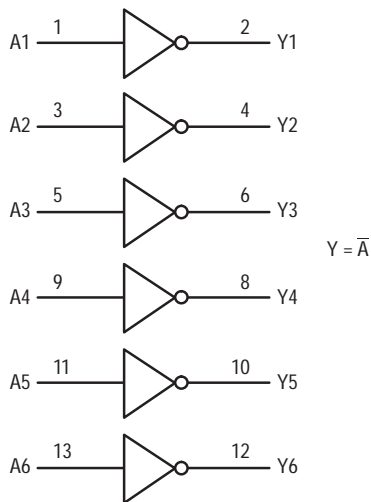 A1 1 2 Y1
A2 3 4 Y2
A3 5 6 Y3
Y = A̅
A4 9 8 Y4
A5 11 10 Y5
A6 13 12 Y6